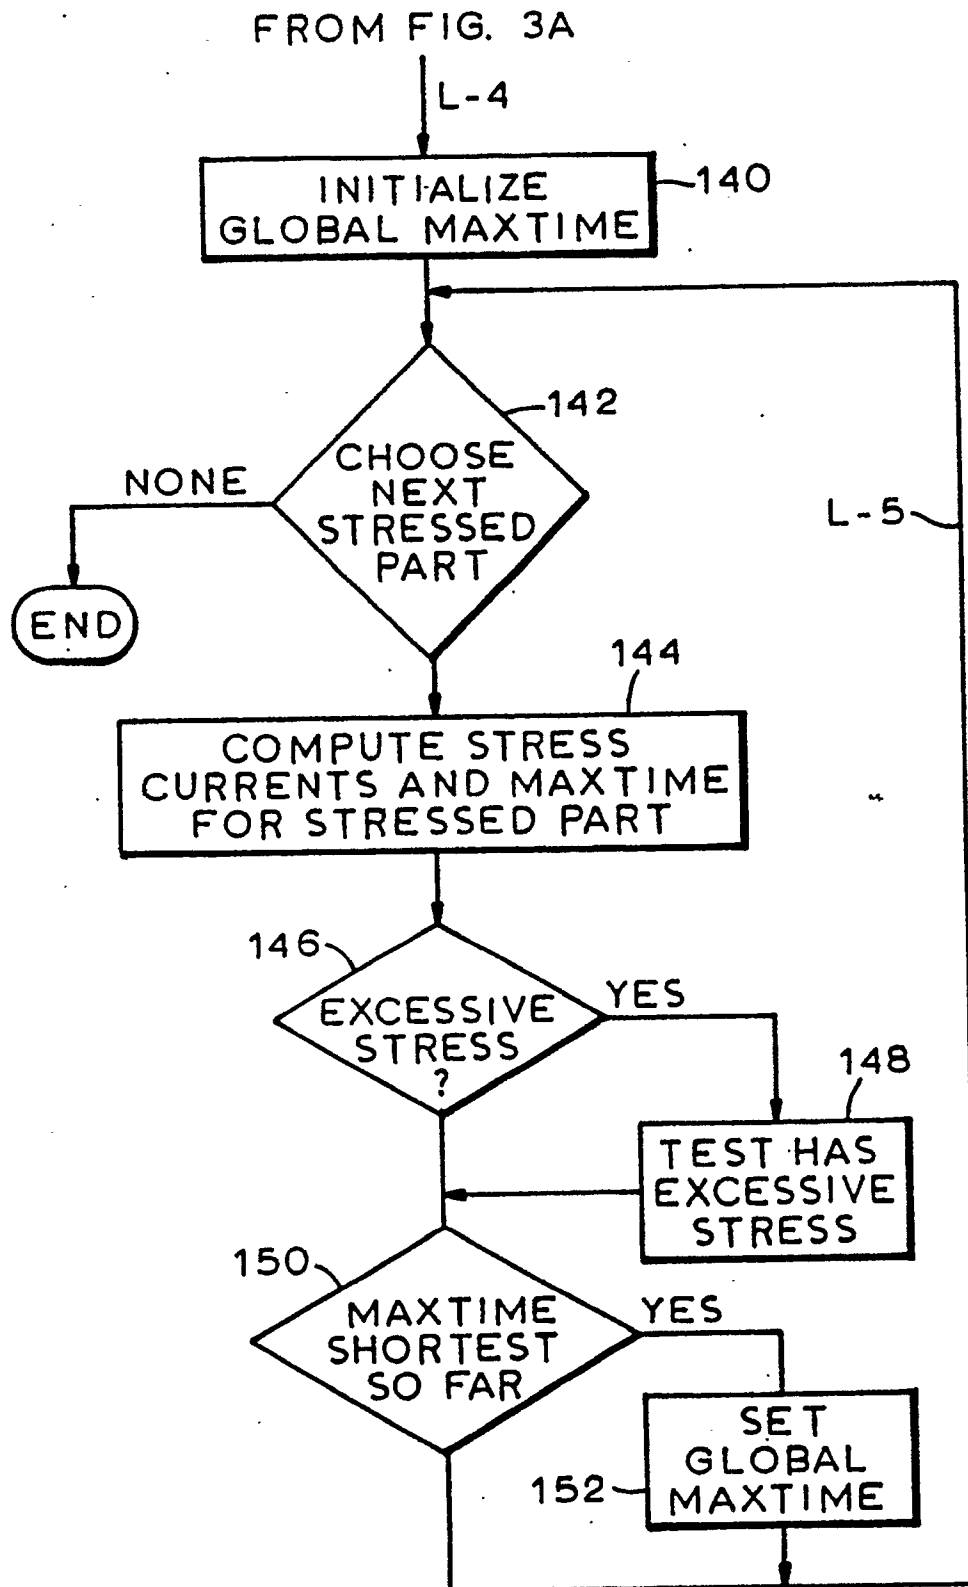 FROM FIG. 3A
L-4
INITIALIZE
GLOBAL MAXTIME
140
142
CHOOSE
NEXT
STRESSED
PART
NONE
L-5
END
144
COMPUTE STRESS
CURRENTS AND MAXTIME
FOR STRESSED PART
146
EXCESSIVE
STRESS
?
YES
148
TEST HAS
EXCESSIVE
STRESS
150
MAXTIME
SHORTEST
SO FAR
YES
SET
GLOBAL
MAXTIME
152